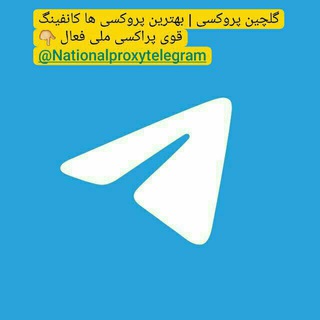 گلچین پروکسی | بهترین پروکسی ها کانفینگ
قوی پراکسی ملی فعال 👇🏼
@Nationalproxytelegram